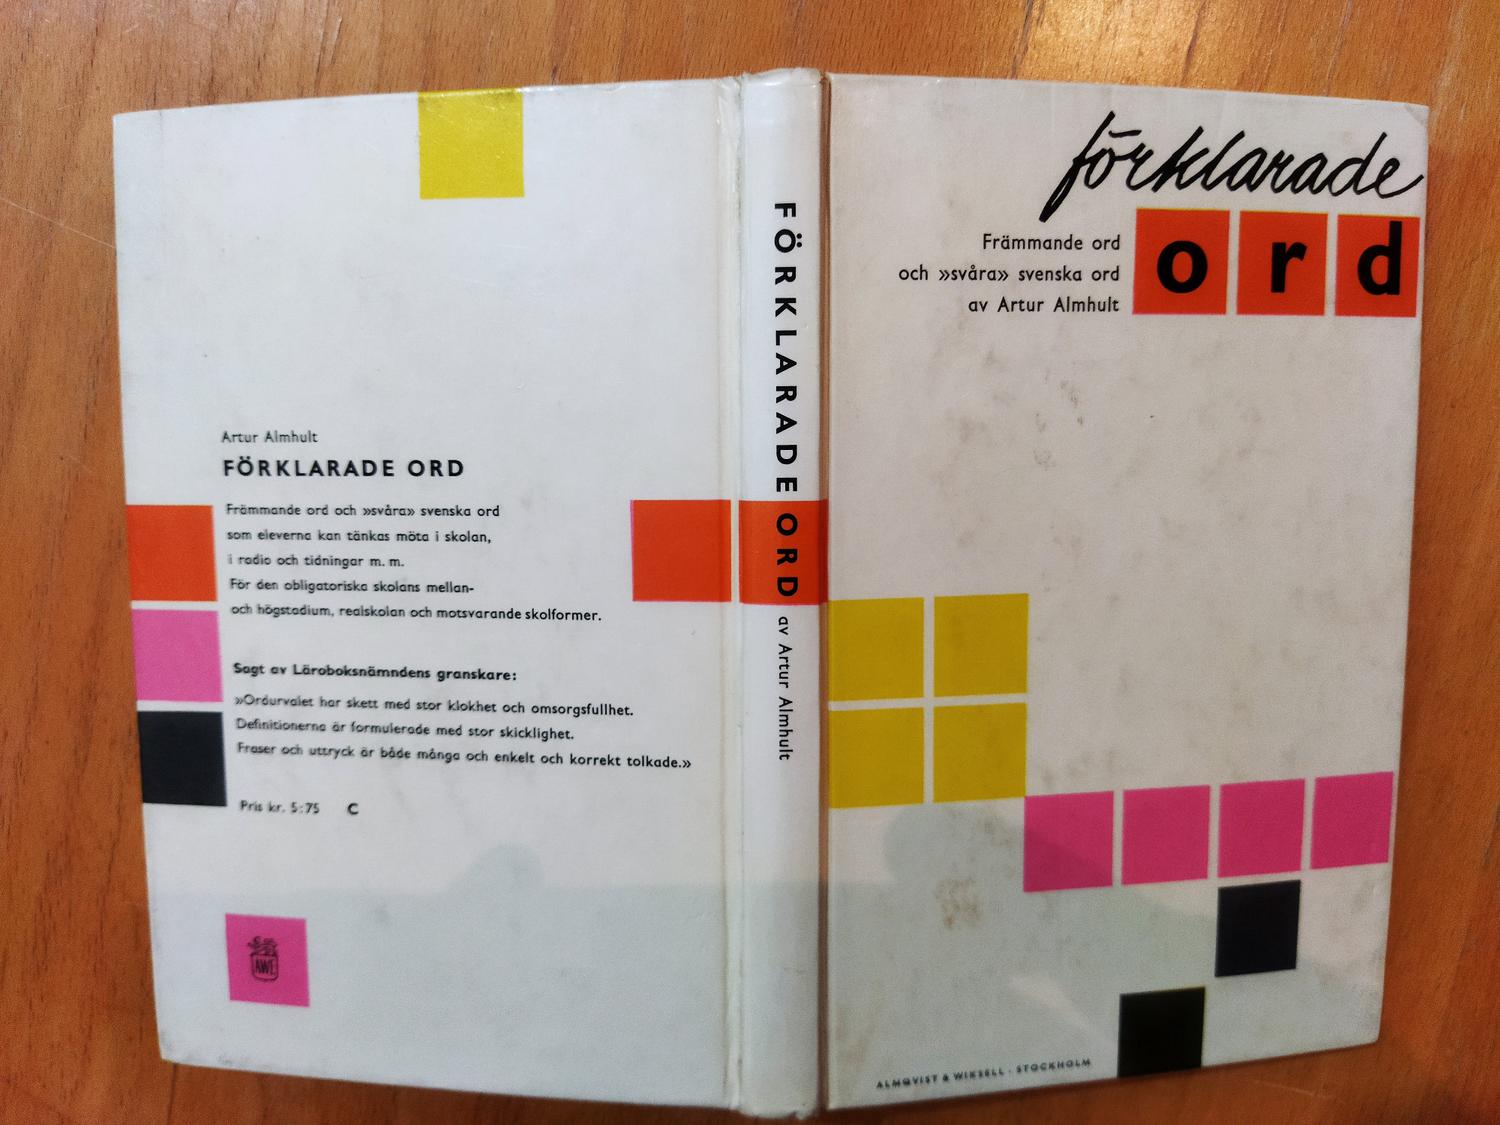 Artur Almhult
FÖRKLARADE ORD
Främmande ord och »svåra» svenska ord
som eleverna kan tänkas möta i skolan,
i radio och tidningar m. m.
För den obligatoriska skolans mellan-
och högstadium, realskolan och motsvarande skolformer.
Sagt av Läroboksnämndens granskare:
»Ordurvalet har skett med stor klokhet och omsorgsfullhet.
Definitionerna är formulerade med stor skicklighet.
Fraser och uttryck är både många och enkelt och korrekt tolkade.»
Pris kr. 5:75 C
AWE
FÖRKLARADE ORD av Artur Almhult
förklarade
ord
Främmande ord
och »svåra» svenska ord
av Artur Almhult
ALMQVIST & WIKSELL · STOCKHOLM